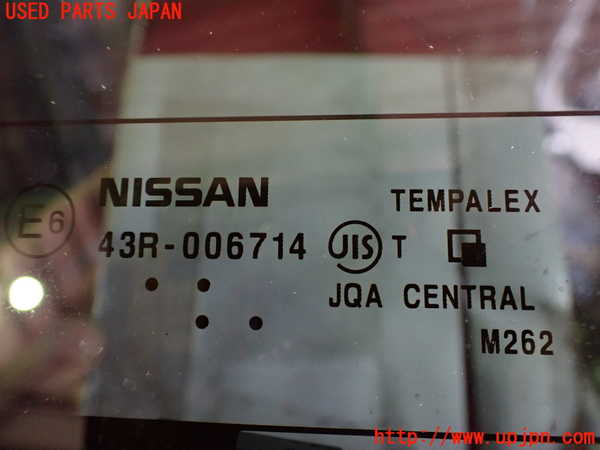 USED PARTS JAPAN
NISSAN TEMPALEX
E6 43R-006714 JIS T
JQA CENTRAL
M262
http://www.upjpn.com